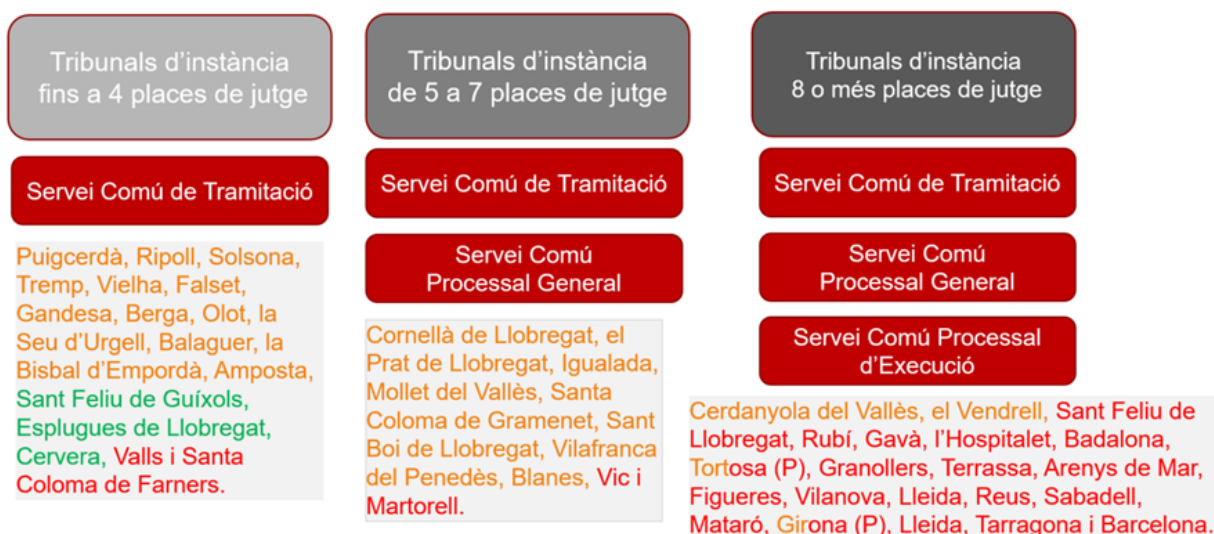 Tribunals d'instància
fins a 4 places de jutge
Servei Comú de Tramitació
Puigcerdà, Ripoll, Solsona,
Tremp, Vielha, Falset,
Gandesa, Berga, Olot, la
Seu d'Urgell, Balaguer, la
Bisbal d'Empordà, Amposta,
Sant Feliu de Guíxols,
Esplugues de Llobregat,
Cervera, Valls i Santa
Coloma de Farners.
Tribunals d'instància
de 5 a 7 places de jutge
Servei Comú de Tramitació
Servei Comú
Processal General
Cornellà de Llobregat, el
Prat de Llobregat, Igualada,
Mollet del Vallès, Santa
Coloma de Gramenet, Sant
Boi de Llobregat, Vilafranca
del Penedès, Blanes, Vic i
Martorell.
Tribunals d'instància
8 o més places de jutge
Servei Comú de Tramitació
Servei Comú
Processal General
Servei Comú Processal
d'Execució
Cerdanyola del Vallès, el Vendrell, Sant Feliu de
Llobregat, Rubí, Gavà, l'Hospitalet, Badalona,
Tortosa (P), Granollers, Terrassa, Arenys de Mar,
Figueres, Vilanova, Lleida, Reus, Sabadell,
Mataró, Girona (P), Lleida, Tarragona i Barcelona.